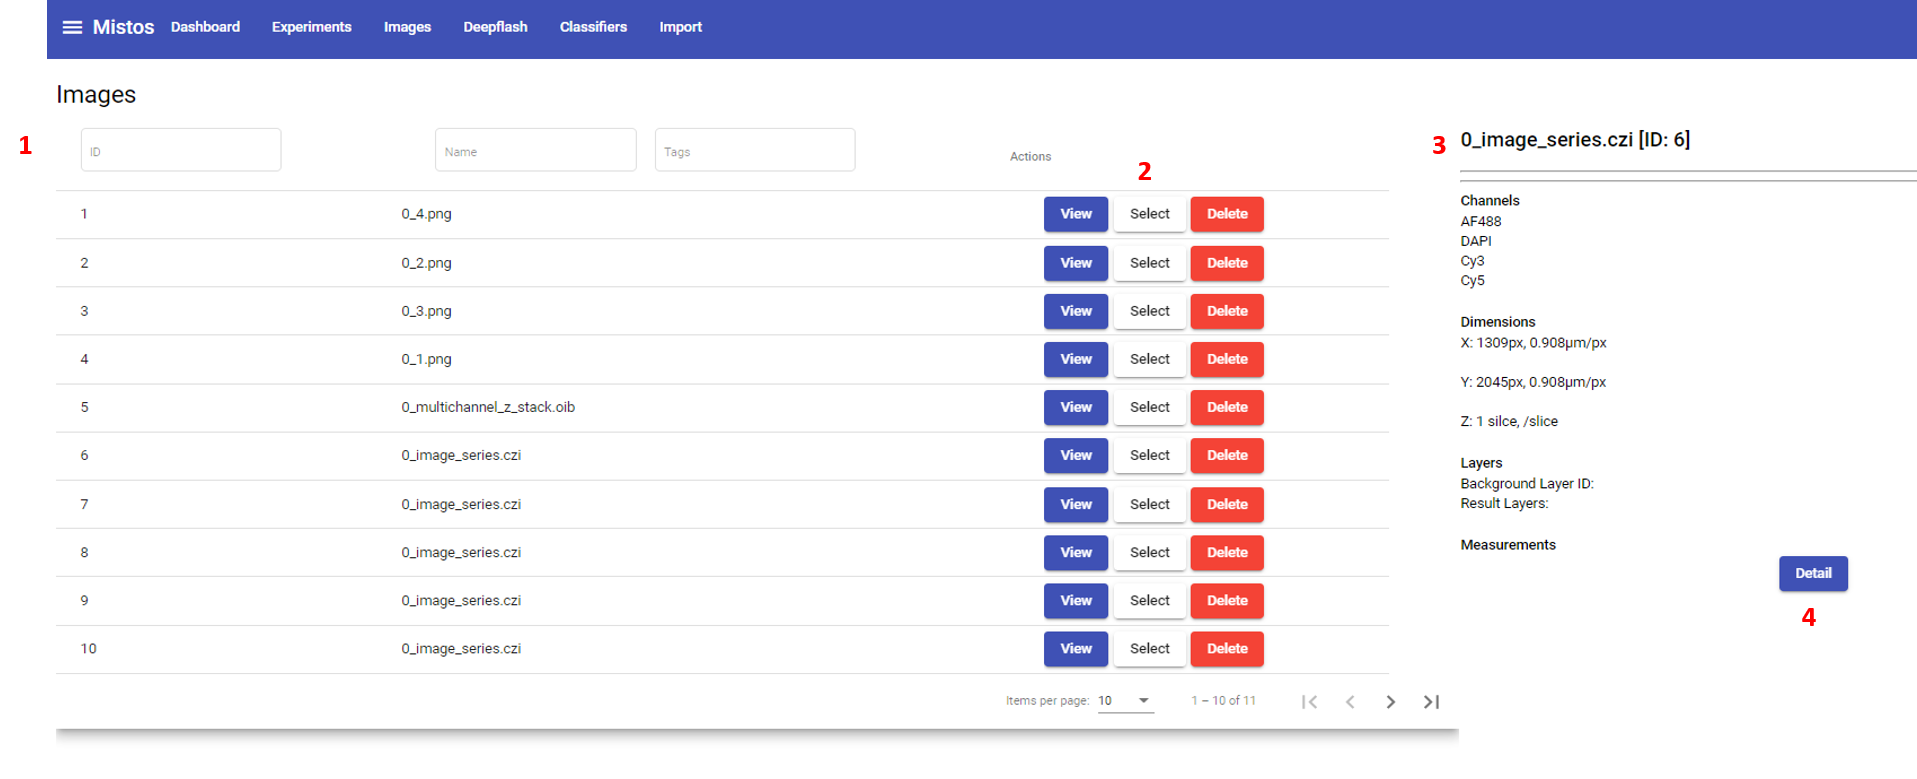 Mistos Dashboard Experiments Images Deepflash Classifiers Import
Images
1 ID Name Tags Actions
2
1 0_4.png View Select Delete
2 0_2.png View Select Delete
3 0_3.png View Select Delete
4 0_1.png View Select Delete
5 0_multichannel_z_stack.oib View Select Delete
6 0_image_series.czi View Select Delete
7 0_image_series.czi View Select Delete
8 0_image_series.czi View Select Delete
9 0_image_series.czi View Select Delete
10 0_image_series.czi View Select Delete
Items per page: 10 1 – 10 of 11
3 0_image_series.czi [ID: 6]
Channels
AF488
DAPI
Cy3
Cy5
Dimensions
X: 1309px, 0.908µm/px
Y: 2045px, 0.908µm/px
Z: 1 silce, /slice
Layers
Background Layer ID:
Result Layers:
Measurements
Detail
4